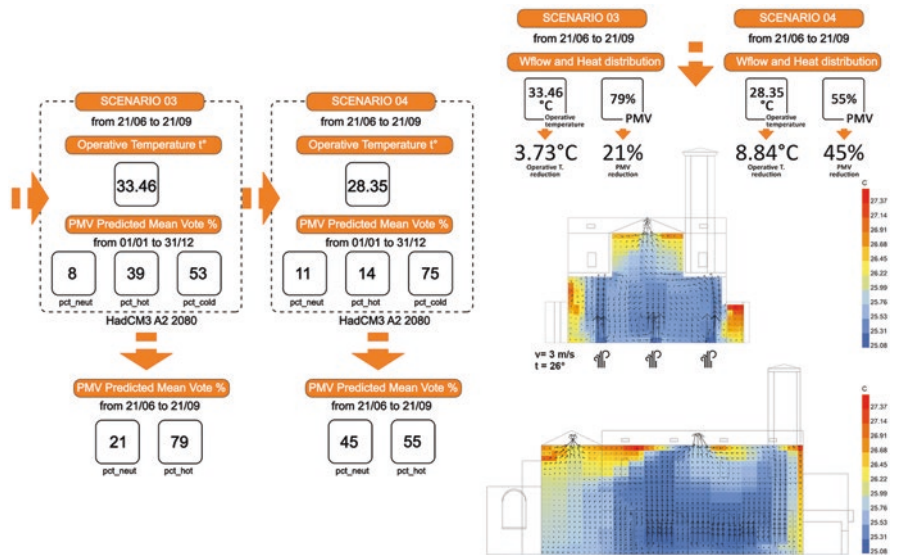 SCENARIO 03
from 21/06 to 21/09
Operative Temperature t°
33.46
PMV Predicted Mean Vote %
from 01/01 to 31/12
8
39
53
pct_neut
pct_hot
pct_cold
HadCM3 A2 2080
PMV Predicted Mean Vote %
from 21/06 to 21/09
21
79
pct_neut
pct_hot
SCENARIO 04
from 21/06 to 21/09
Operative Temperature t°
28.35
PMV Predicted Mean Vote %
from 01/01 to 31/12
11
14
75
pct_neut
pct_hot
pct_cold
HadCM3 A2 2080
PMV Predicted Mean Vote %
from 21/06 to 21/09
45
55
pct_neut
pct_hot
SCENARIO 03
from 21/06 to 21/09
Wflow and Heat distribution
33.46
°C
Operative
temperature
79%
PMV
3.73°C
Operative T.
reduction
21%
PMV
reduction
SCENARIO 04
from 21/06 to 21/09
Wflow and Heat distribution
28.35
°C
Operative
temperature
55%
PMV
8.84°C
Operative T.
reduction
45%
PMV
reduction
C
27.37
27.14
26.91
26.68
26.45
26.22
25.99
25.76
25.53
25.31
25.08
v= 3 m/s
t = 26°
C
27.37
27.14
26.91
26.68
26.45
26.22
25.99
25.76
25.53
25.31
25.08